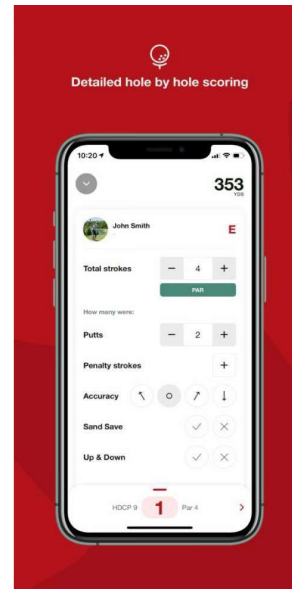 Detailed hole by hole scoring
10:20
353
YDS
John Smith
E
Total strokes − 4 +
PAR
How many were:
Putts − 2 +
Penalty strokes +
Accuracy
Sand Save
Up & Down
HDCP 9 1 Par 4